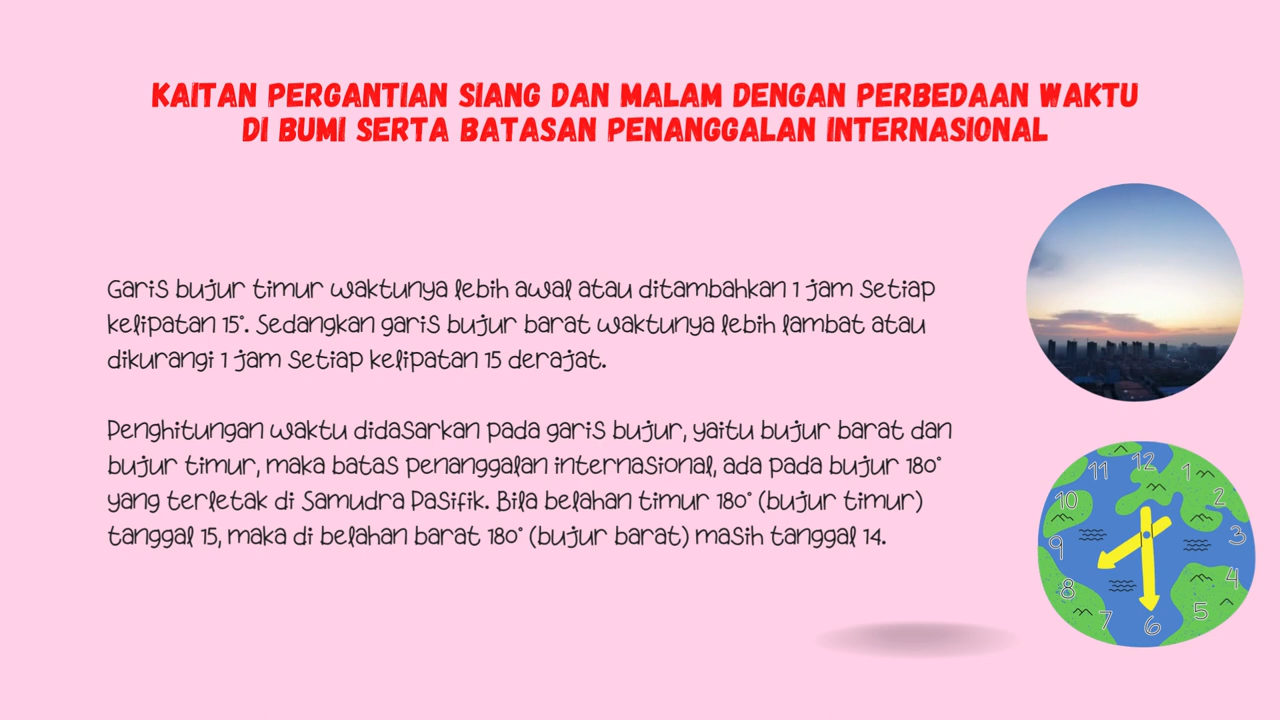 KAITAN PERGANTIAN SIANG DAN MALAM DENGAN PERBEDAAN WAKTU
DI BUMI SERTA BATASAN PENANGGALAN INTERNASIONAL
Garis bujur timur waktunya lebih awal atau ditambahkan 1 jam setiap
kelipatan 15°. Sedangkan garis bujur barat waktunya lebih lambat atau
dikurangi 1 jam setiap kelipatan 15 derajat.
Penghitungan waktu didasarkan pada garis bujur, yaitu bujur barat dan
bujur timur, maka batas penanggalan internasional, ada pada bujur 180°
yang terletak di Samudra Pasifik. Bila belahan timur 180° (bujur timur)
tanggal 15, maka di belahan barat 180° (bujur barat) masih tanggal 14.
12
11
1
10
2
9
3
8
4
7
5
6